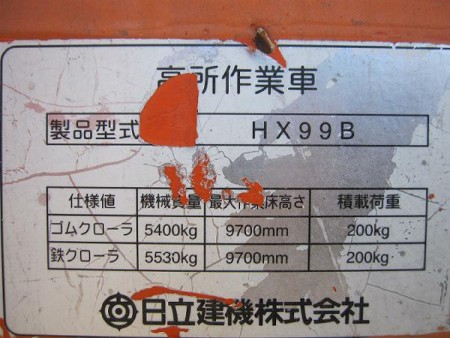 高所作業車
製品型式 HX99B
仕様値 機械質量 最大作業床高さ 積載荷重
ゴムクローラ 5400kg 9700mm 200kg
鉄クローラ 5530kg 9700mm 200kg
日立建機株式会社